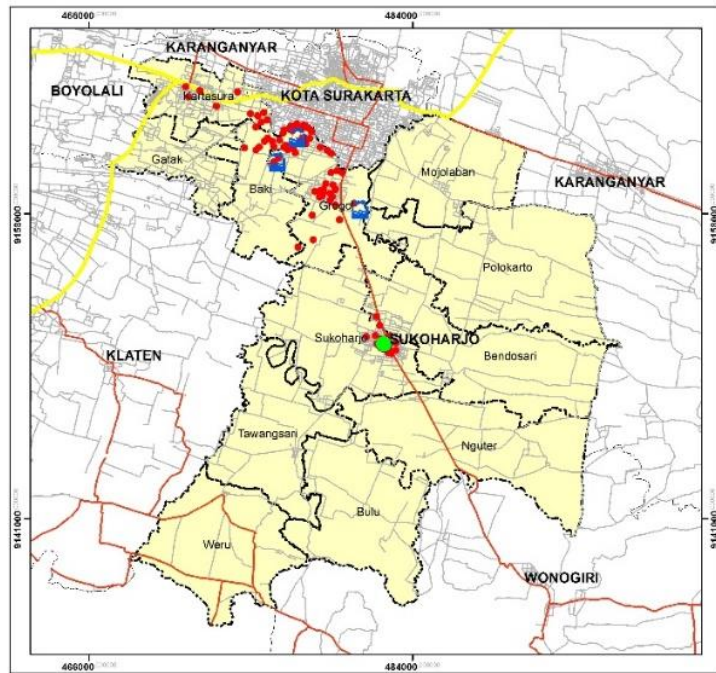 466000
484000
KARANGANYAR
BOYOLALI
Kartasura
KOTA SURAKARTA
Gatak
Mojolaban
KARANGANYAR
Baki
Grogol
9158000
9158000
Polokarto
Sukoharjo
SUKOHARJO
KLATEN
Bendosari
Tawangsari
Nguter
Bulu
9141000
9141000
Weru
WONOGIRI
466000
484000